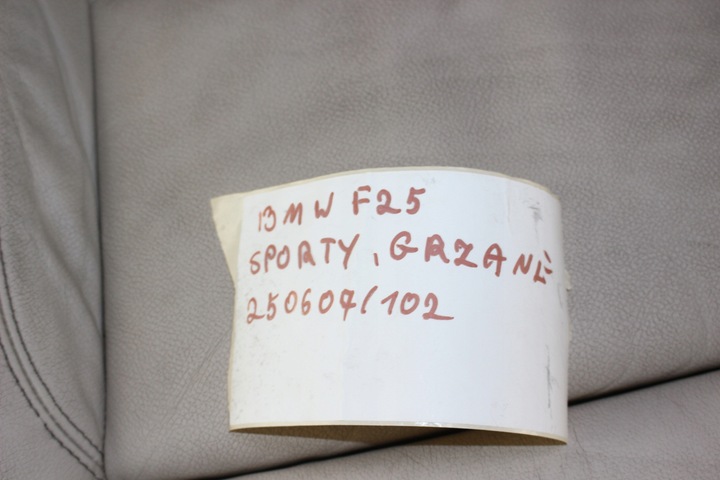 BMW F25
SPORTY, GRZANE
250607/102